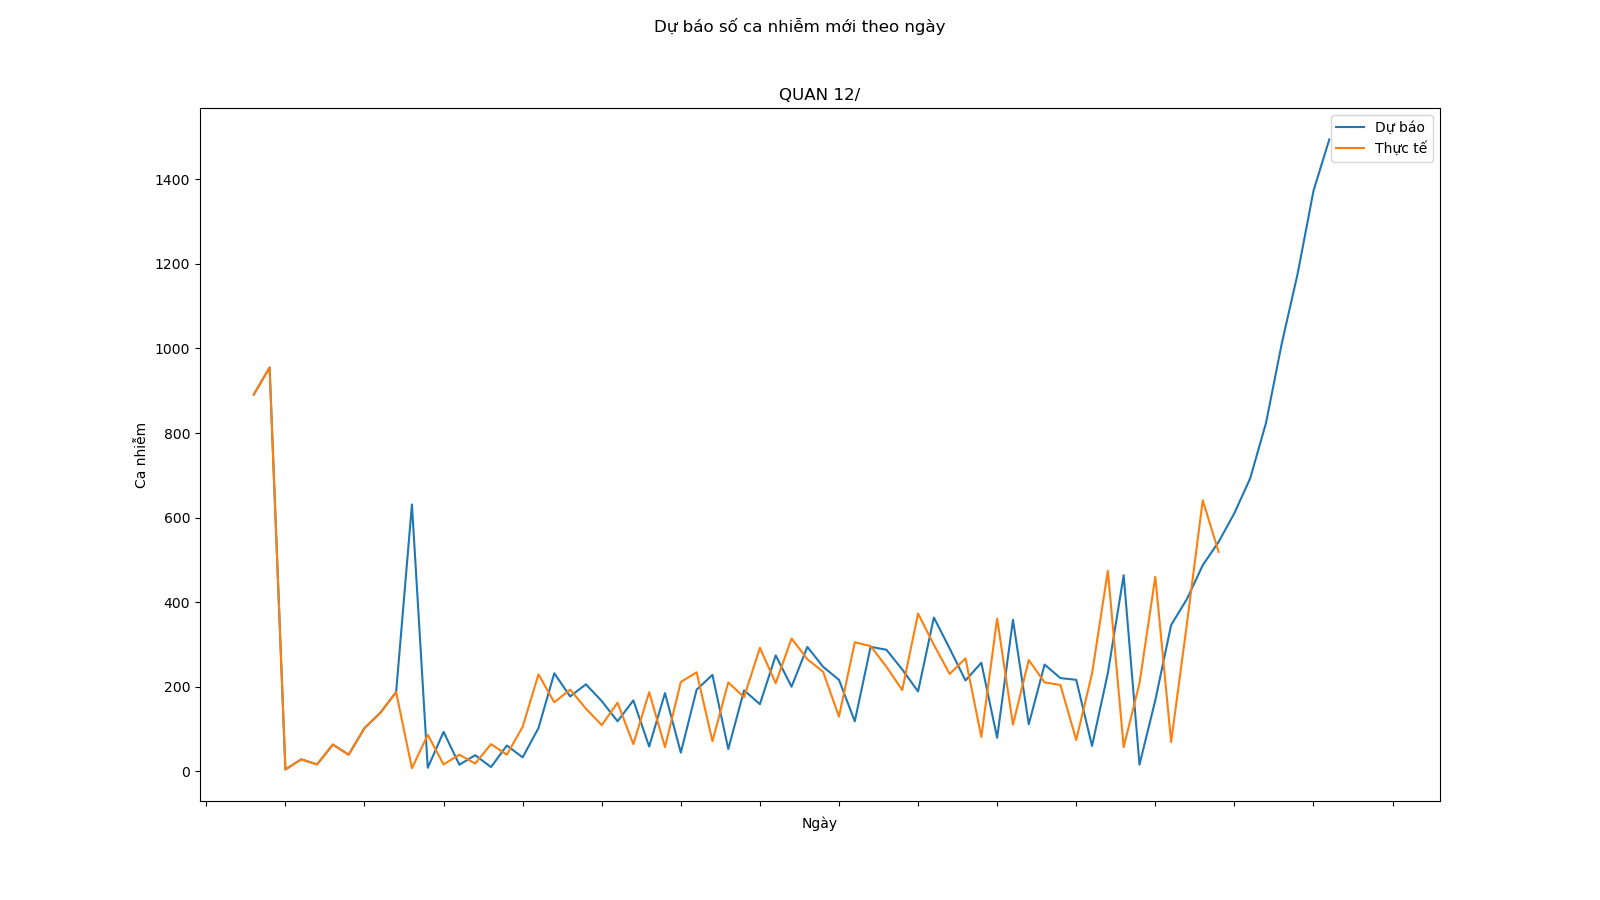 Dự báo số ca nhiễm mới theo ngày
QUAN 12/
Dự báo
Thực tế
1400
1200
1000
800
600
400
200
0
Ca nhiễm
Ngày